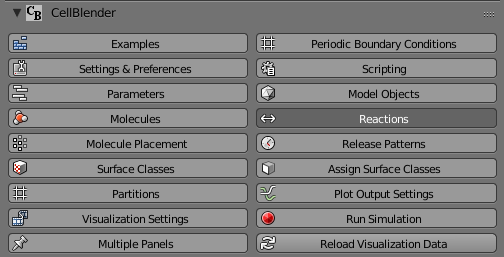 CB CellBlender
Examples
Periodic Boundary Conditions
Settings & Preferences
Scripting
Parameters
Model Objects
Molecules
Reactions
Molecule Placement
Release Patterns
Surface Classes
Assign Surface Classes
Partitions
Plot Output Settings
Visualization Settings
Run Simulation
Multiple Panels
Reload Visualization Data